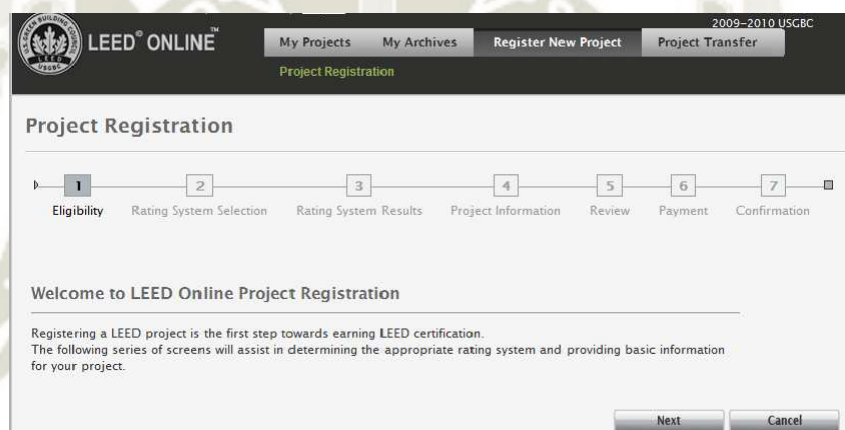 2009-2010 USGBC
LEED® ONLINE™
My Projects My Archives Register New Project Project Transfer
Project Registration
Project Registration
1 2 3 4 5 6 7
Eligibility Rating System Selection Rating System Results Project Information Review Payment Confirmation
Welcome to LEED Online Project Registration
Registering a LEED project is the first step towards earning LEED certification.
The following series of screens will assist in determining the appropriate rating system and providing basic information
for your project.
Next Cancel